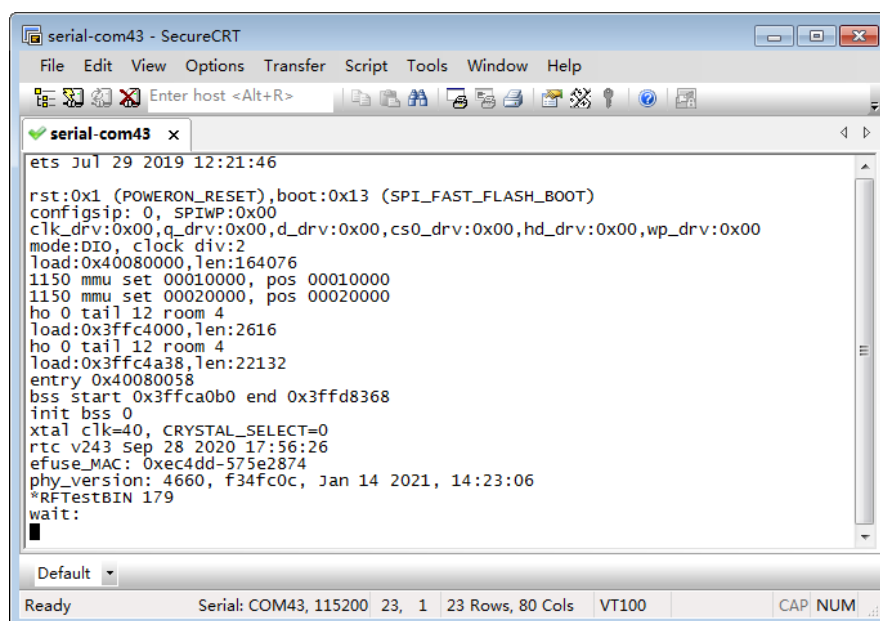 serial-com43 - SecureCRT
File Edit View Options Transfer Script Tools Window Help
Enter host <Alt+R>
serial-com43 x
ets Jul 29 2019 12:21:46
rst:0x1 (POWERON_RESET),boot:0x13 (SPI_FAST_FLASH_BOOT)
configsip: 0, SPIWP:0x00
clk_drv:0x00,q_drv:0x00,d_drv:0x00,cs0_drv:0x00,hd_drv:0x00,wp_drv:0x00
mode:DIO, clock div:2
load:0x40080000,len:164076
1150 mmu set 00010000, pos 00010000
1150 mmu set 00020000, pos 00020000
ho 0 tail 12 room 4
load:0x3ffc4000,len:2616
ho 0 tail 12 room 4
load:0x3ffc4a38,len:22132
entry 0x40080058
bss start 0x3ffca0b0 end 0x3ffd8368
init bss 0
xtal clk=40, CRYSTAL_SELECT=0
rtc v243 Sep 28 2020 17:56:26
efuse_MAC: 0xec4dd-575e2874
phy_version: 4660, f34fc0c, Jan 14 2021, 14:23:06
*RFTestBIN 179
wait:
Default
Ready Serial: COM43, 115200 23, 1 23 Rows, 80 Cols VT100 CAP NUM